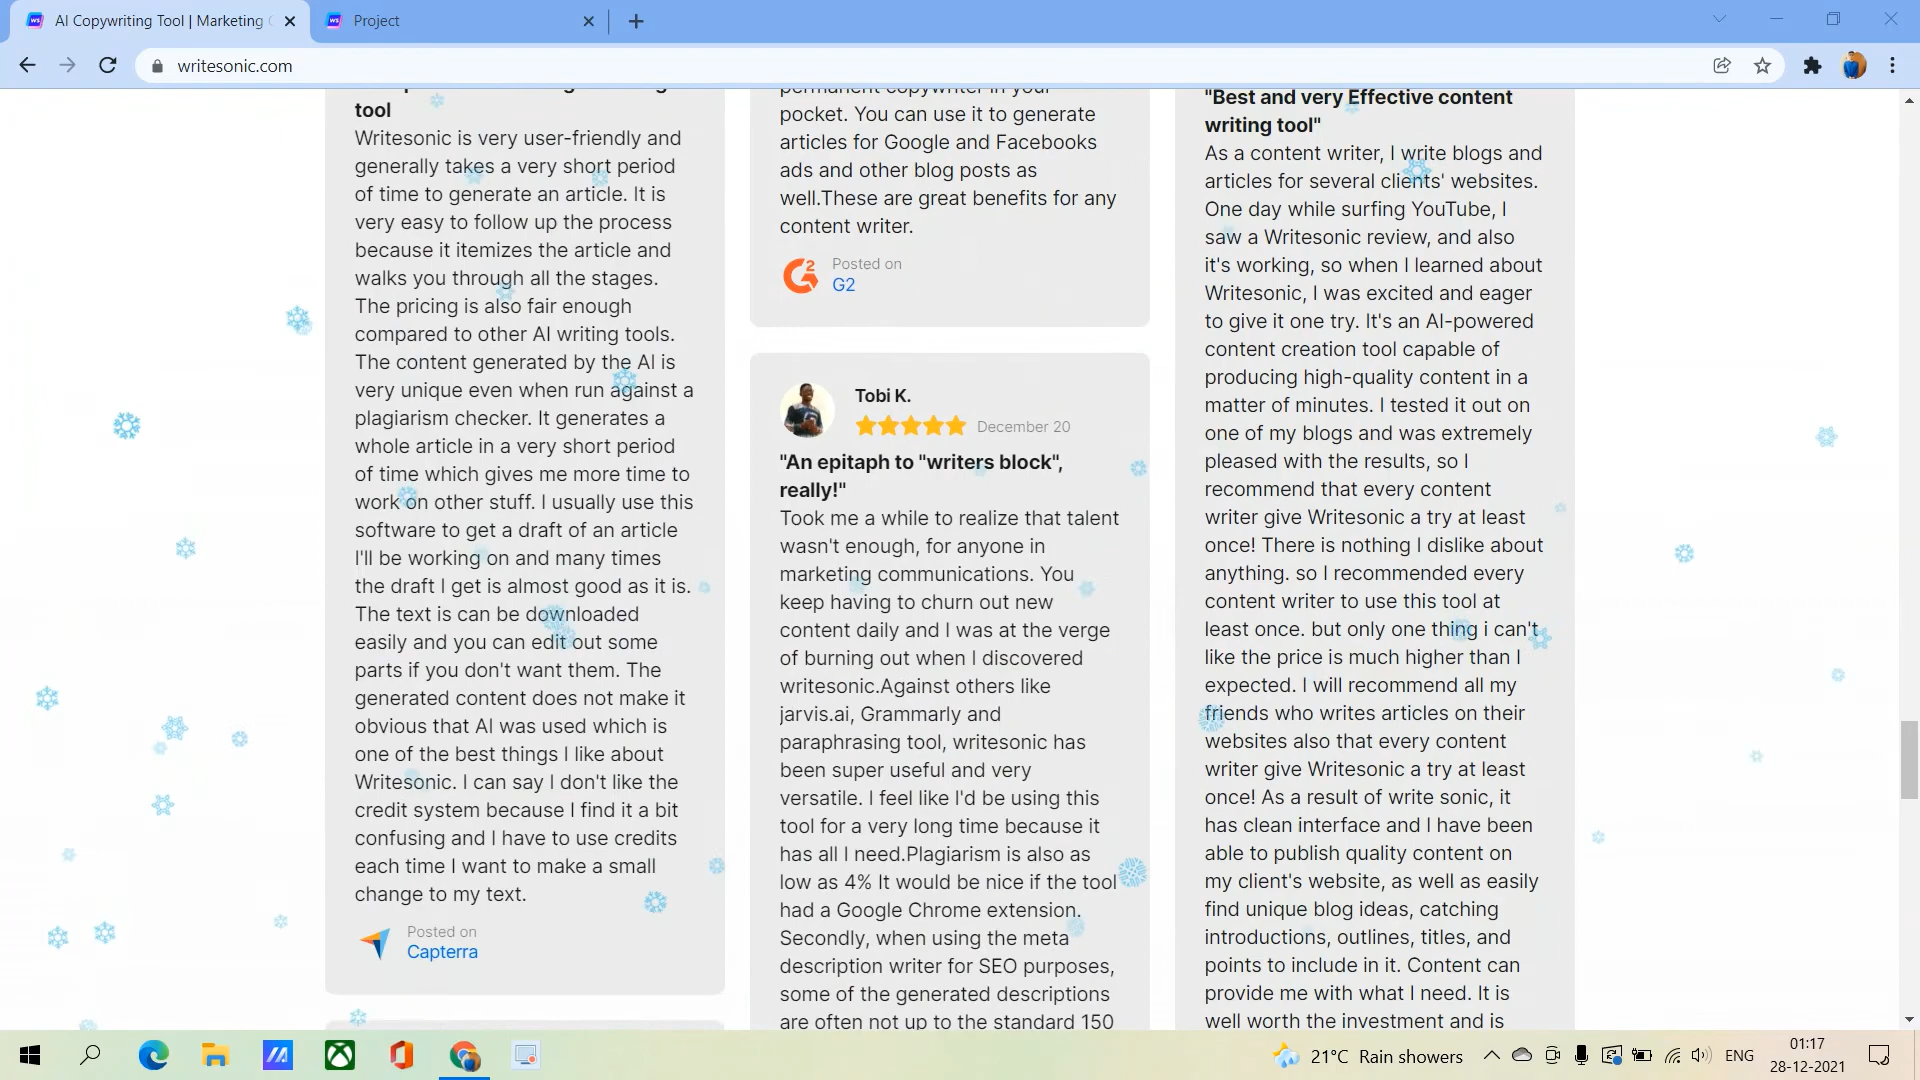 AI Copywriting Tool | Marketing
Project
writesonic.com
tool
Writesonic is very user-friendly and
generally takes a very short period
of time to generate an article. It is
very easy to follow up the process
because it itemizes the article and
walks you through all the stages.
The pricing is also fair enough
compared to other AI writing tools.
The content generated by the AI is
very unique even when run against a
plagiarism checker. It generates a
whole article in a very short period
of time which gives me more time to
work on other stuff. I usually use this
software to get a draft of an article
I'll be working on and many times
the draft I get is almost good as it is.
The text is can be downloaded
easily and you can edit out some
parts if you don't want them. The
generated content does not make it
obvious that AI was used which is
one of the best things I like about
Writesonic. I can say I don't like the
credit system because I find it a bit
confusing and I have to use credits
each time I want to make a small
change to my text.
Posted on
Capterra
permanent copywriter in your
pocket. You can use it to generate
articles for Google and Facebooks
ads and other blog posts as
well.These are great benefits for any
content writer.
Posted on
G2
Tobi K.
December 20
"An epitaph to "writers block",
really!"
Took me a while to realize that talent
wasn't enough, for anyone in
marketing communications. You
keep having to churn out new
content daily and I was at the verge
of burning out when I discovered
writesonic.Against others like
jarvis.ai, Grammarly and
paraphrasing tool, writesonic has
been super useful and very
versatile. I feel like I'd be using this
tool for a very long time because it
has all I need.Plagiarism is also as
low as 4% It would be nice if the tool
had a Google Chrome extension.
Secondly, when using the meta
description writer for SEO purposes,
some of the generated descriptions
are often not up to the standard 150
"Best and very Effective content
writing tool"
As a content writer, I write blogs and
articles for several clients' websites.
One day while surfing YouTube, I
saw a Writesonic review, and also
it's working, so when I learned about
Writesonic, I was excited and eager
to give it one try. It's an AI-powered
content creation tool capable of
producing high-quality content in a
matter of minutes. I tested it out on
one of my blogs and was extremely
pleased with the results, so I
recommend that every content
writer give Writesonic a try at least
once! There is nothing I dislike about
anything. so I recommended every
content writer to use this tool at
least once. but only one thing i can't
like the price is much higher than I
expected. I will recommend all my
friends who writes articles on their
websites also that every content
writer give Writesonic a try at least
once! As a result of write sonic, it
has clean interface and I have been
able to publish quality content on
my client's website, as well as easily
find unique blog ideas, catching
introductions, outlines, titles, and
points to include in it. Content can
provide me with what I need. It is
well worth the investment and is
21°C Rain showers
ENG
01:17
28-12-2021